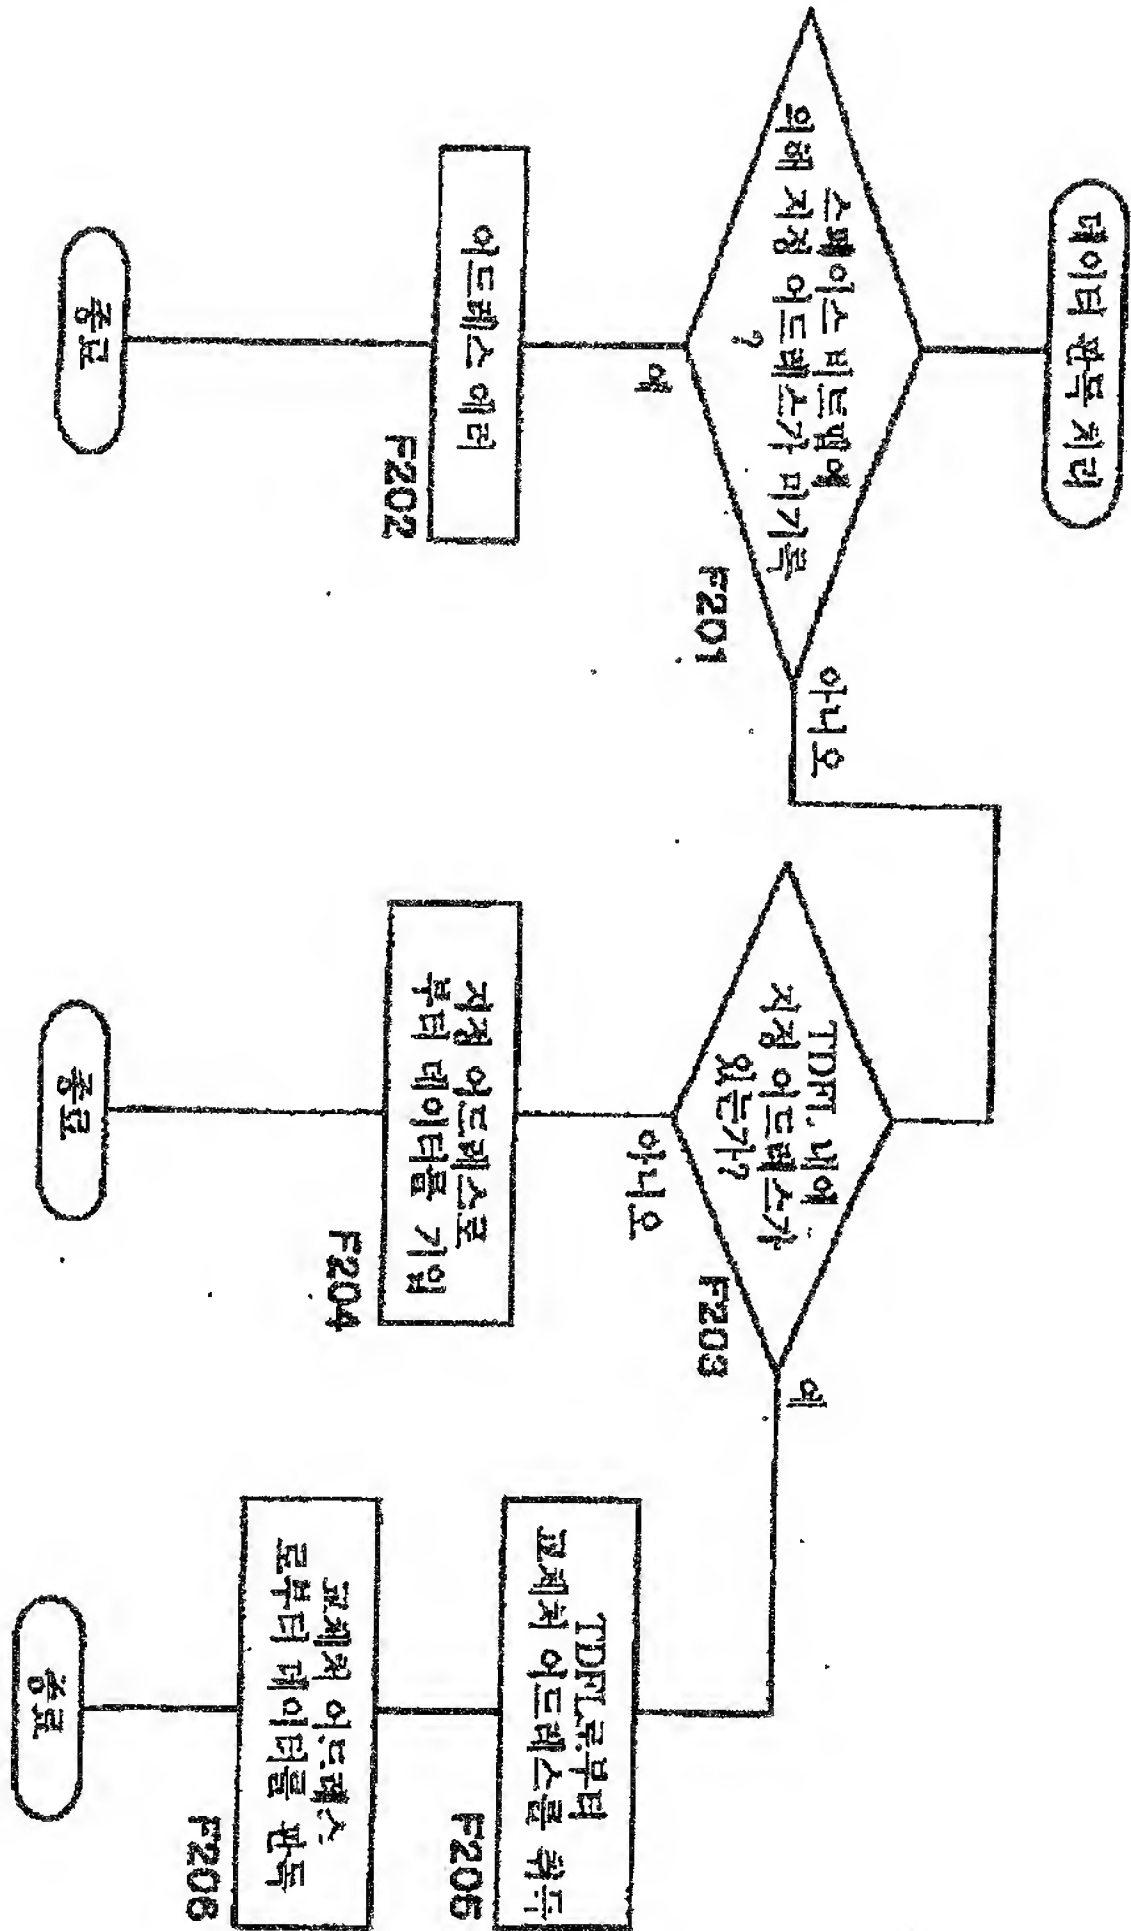 데이터 판독 처리
스페이스 비트맵에
의해 지정 어드레스가 미기록
?
F201
예
아니오
어드레스 에러
F202
종료
TDFL 내에
지정 어드레스가
있는가?
F203
아니오
예
지정 어드레스로
부터 데이터를 기입
F204
종료
TDFL로부터
교체처 어드레스를 취득
F205
교체처 어드레스
로부터 데이터를 판독
F206
종료